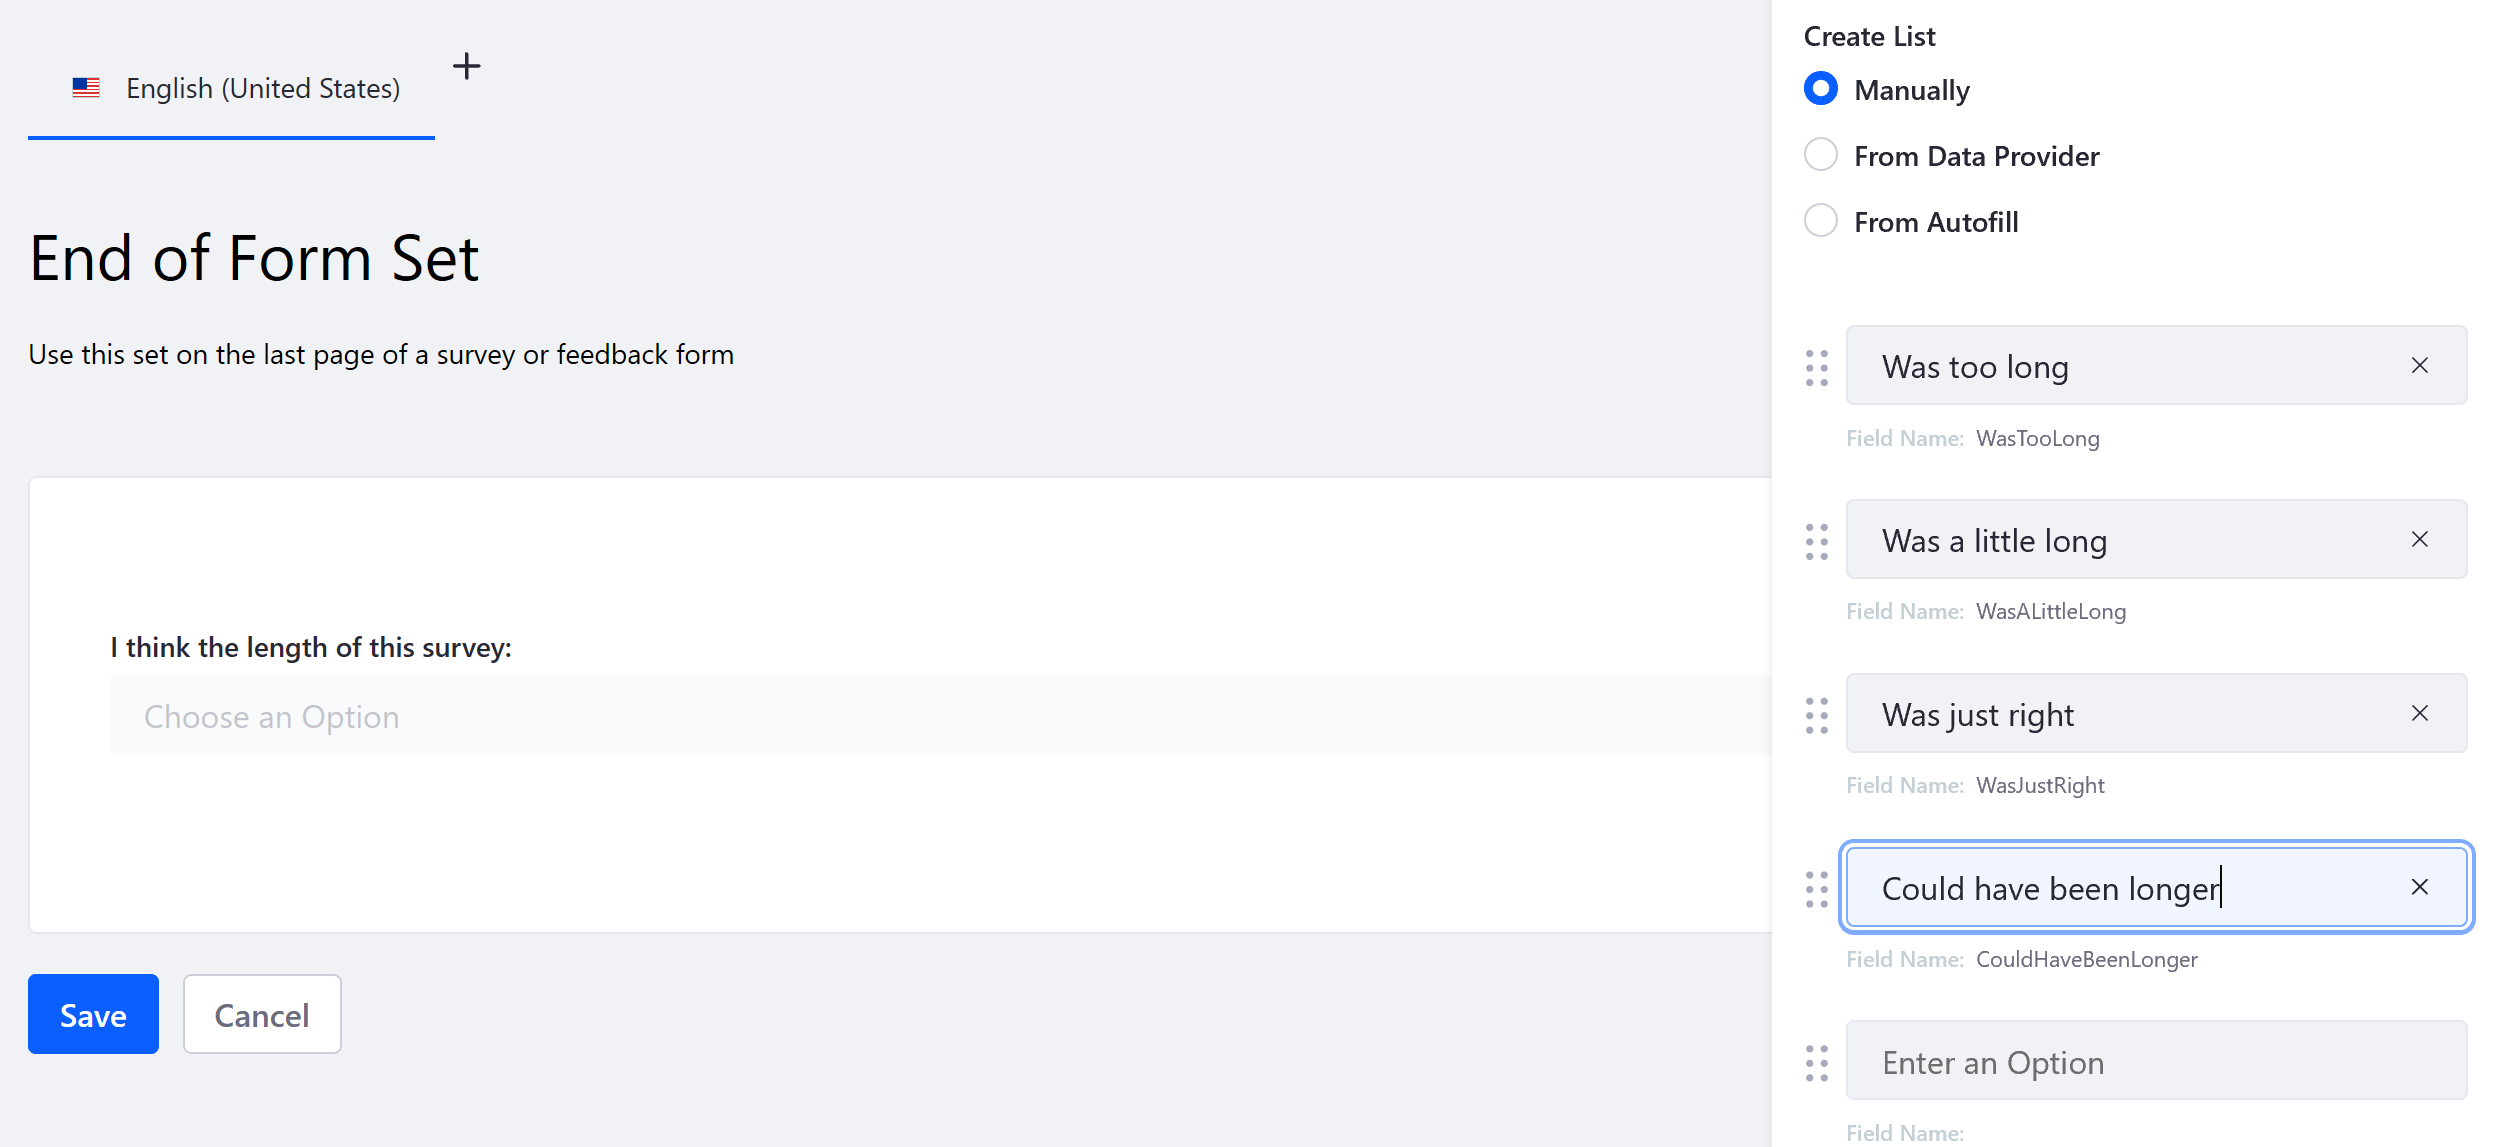 English (United States)
End of Form Set
Use this set on the last page of a survey or feedback form
I think the length of this survey:
Choose an Option
Save
Cancel
Create List
Manually
From Data Provider
From Autofill
Was too long
Field Name: WasTooLong
Was a little long
Field Name: WasALittleLong
Was just right
Field Name: WasJustRight
Could have been longer
Field Name: CouldHaveBeenLonger
Enter an Option
Field Name: